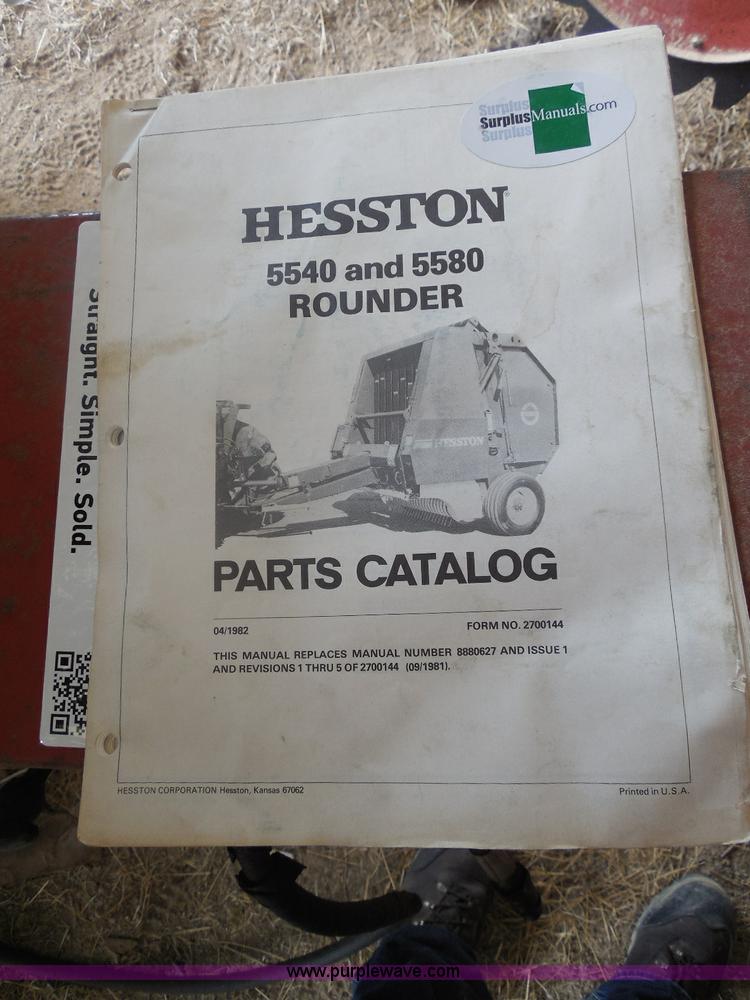 Surplus
SurplusManuals.com
Surplus
HESSTON®
5540 and 5580
ROUNDER
HESSTON
PARTS CATALOG
04/1982
FORM NO. 2700144
THIS MANUAL REPLACES MANUAL NUMBER 8880627 AND ISSUE 1
AND REVISIONS 1 THRU 5 OF 2700144 (09/1981).
HESSTON CORPORATION Hesston, Kansas 67062
Printed in U.S.A.
Straight. Simple. Sold.
www.purplewave.com